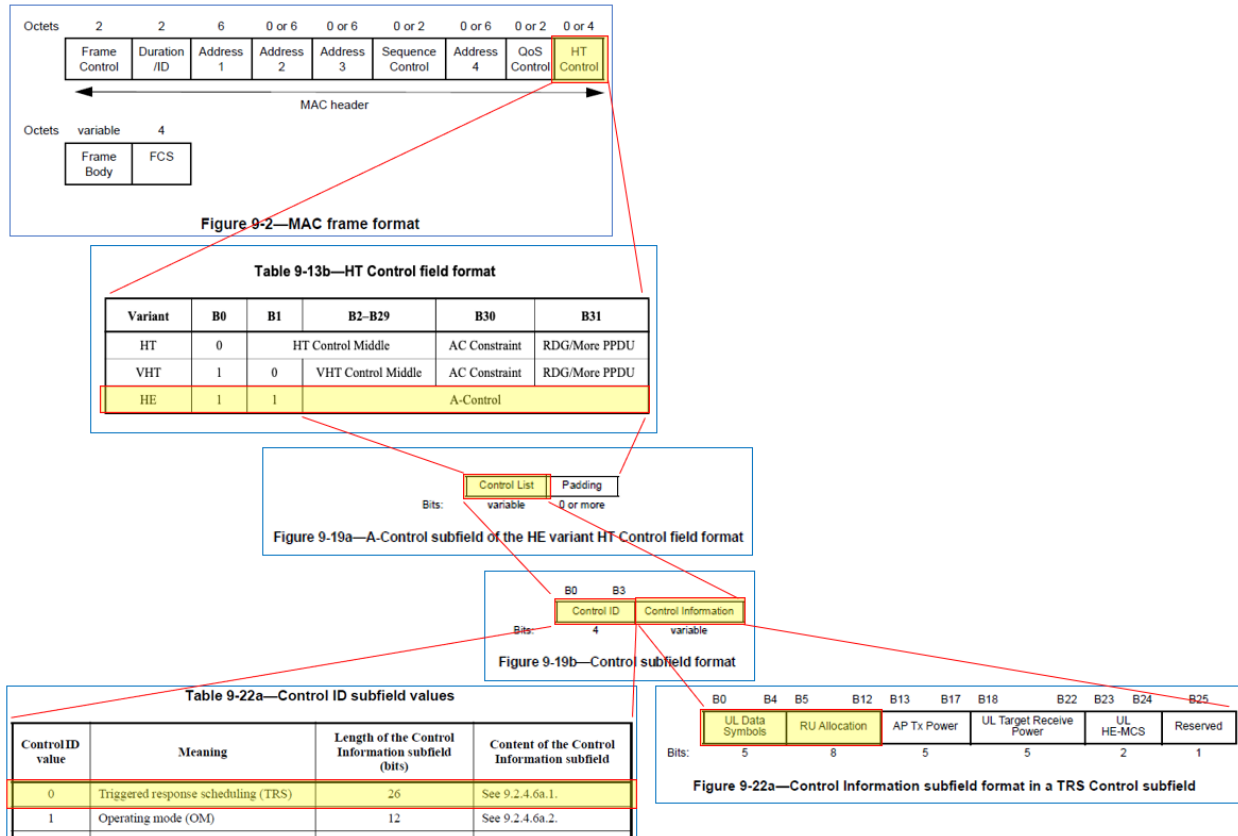 Octets 2 2 6 0 or 6 0 or 6 0 or 2 0 or 6 0 or 2 0 or 4
Frame Duration Address Address Address Sequence Address QoS HT
Control /ID 1 2 3 Control 4 Control Control
MAC header
Octets variable 4
Frame FCS
Body
Figure 9-2—MAC frame format
Table 9-13b—HT Control field format
Variant B0 B1 B2–B29 B30 B31
HT 0 HT Control Middle AC Constraint RDG/More PPDU
VHT 1 0 VHT Control Middle AC Constraint RDG/More PPDU
HE 1 1 A-Control
Control List Padding
Bits: variable 0 or more
Figure 9-19a—A-Control subfield of the HE variant HT Control field format
B0 B3
Control ID Control Information
Bits: 4 variable
Figure 9-19b—Control subfield format
Table 9-22a—Control ID subfield values
Control ID value Meaning Length of the Control Information subfield (bits) Content of the Control Information subfield
0 Triggered response scheduling (TRS) 26 See 9.2.4.6a.1.
1 Operating mode (OM) 12 See 9.2.4.6a.2.
B0 B4 B5 B12 B13 B17 B18 B22 B23 B24 B25
UL Data Symbols RU Allocation AP Tx Power UL Target Receive Power UL HE-MCS Reserved
Bits: 5 8 5 5 2 1
Figure 9-22a—Control Information subfield format in a TRS Control subfield